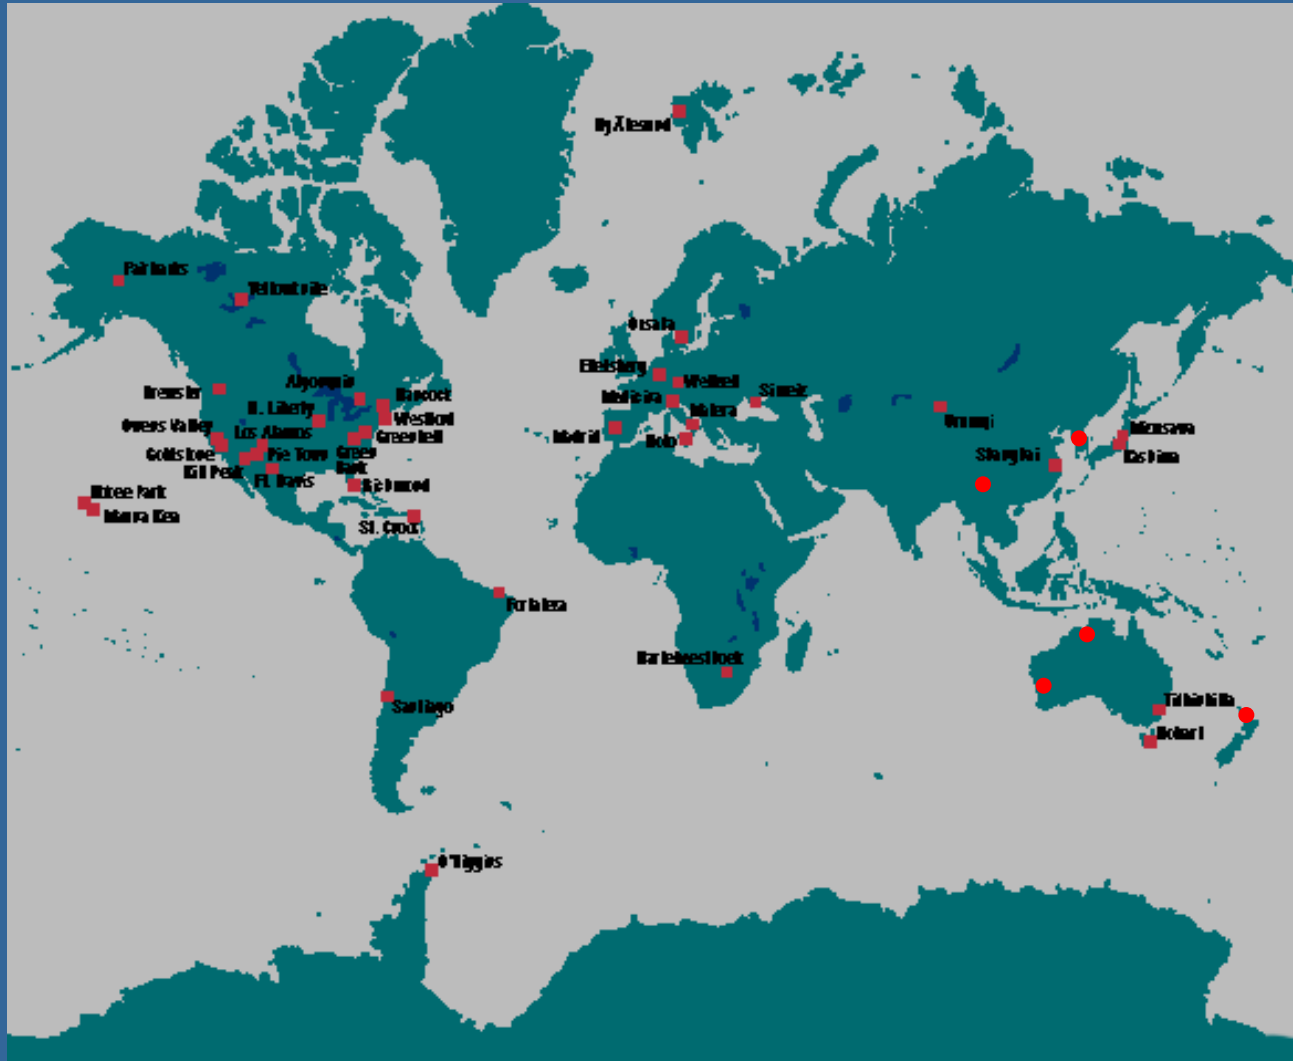 Ny Ålesund
Fairbanks
Yellowknife
Onsala
Effelsberg
Wettzell
Simeiz
Algonquin
Brewster
Hancock
Medicina
N. Liberty
Matera
Westford
Urumqi
Owens Valley
Los Alamos
Greenbelt
Madrid
Noto
Mizusawa
Goldstone
Pie Town
Green
Bank
Shanghai
Kashima
Kitt Peak
Ft. Davis
Richmond
Kokee Park
Mauna Kea
St. Croix
Fortaleza
Hartebeesthoek
Santiago
Tidbinbilla
Hobart
O'Higgins